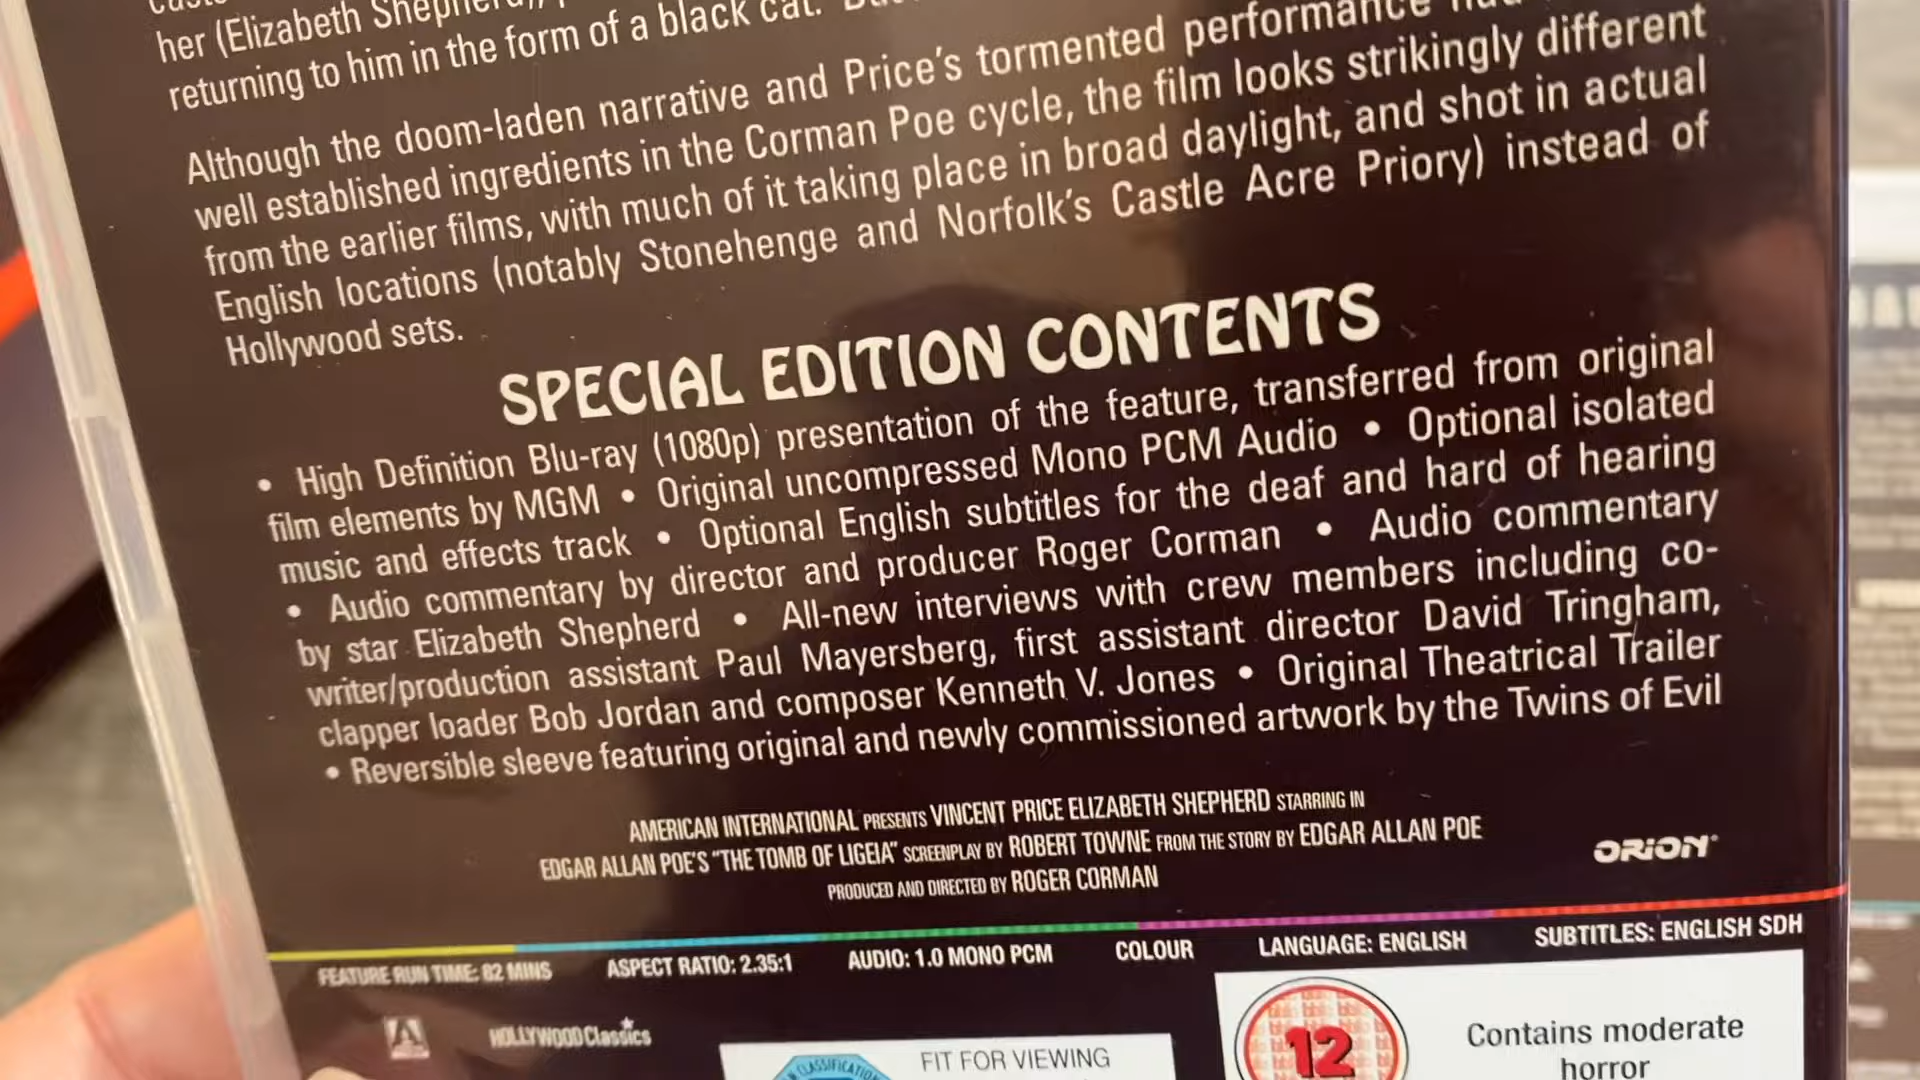 her (Elizabeth Shepherd),
returning to him in the form of a black cat.
Although the doom-laden narrative and Price's tormented performance
well established ingredients in the Corman Poe cycle, the film looks strikingly different
from the earlier films, with much of it taking place in broad daylight, and shot in actual
English locations (notably Stonehenge and Norfolk's Castle Acre Priory) instead of
Hollywood sets.
SPECIAL EDITION CONTENTS
• High Definition Blu-ray (1080p) presentation of the feature, transferred from original
film elements by MGM • Original uncompressed Mono PCM Audio • Optional isolated
music and effects track • Optional English subtitles for the deaf and hard of hearing
• Audio commentary by director and producer Roger Corman • Audio commentary
by star Elizabeth Shepherd • All-new interviews with crew members including co-
writer/production assistant Paul Mayersberg, first assistant director David Tringham,
clapper loader Bob Jordan and composer Kenneth V. Jones • Original Theatrical Trailer
• Reversible sleeve featuring original and newly commissioned artwork by the Twins of Evil
AMERICAN INTERNATIONAL PRESENTS VINCENT PRICE ELIZABETH SHEPHERD STARRING IN
EDGAR ALLAN POE'S "THE TOMB OF LIGEIA" SCREENPLAY BY ROBERT TOWNE FROM THE STORY BY EDGAR ALLAN POE
PRODUCED AND DIRECTED BY ROGER CORMAN
ORION
FEATURE RUN TIME: 82 MINS ASPECT RATIO: 2.35:1 AUDIO: 1.0 MONO PCM COLOUR LANGUAGE: ENGLISH SUBTITLES: ENGLISH SDH
HOLLYWOOD Classics
CLASSIFICATION
FIT FOR VIEWING
12
Contains moderate
horror